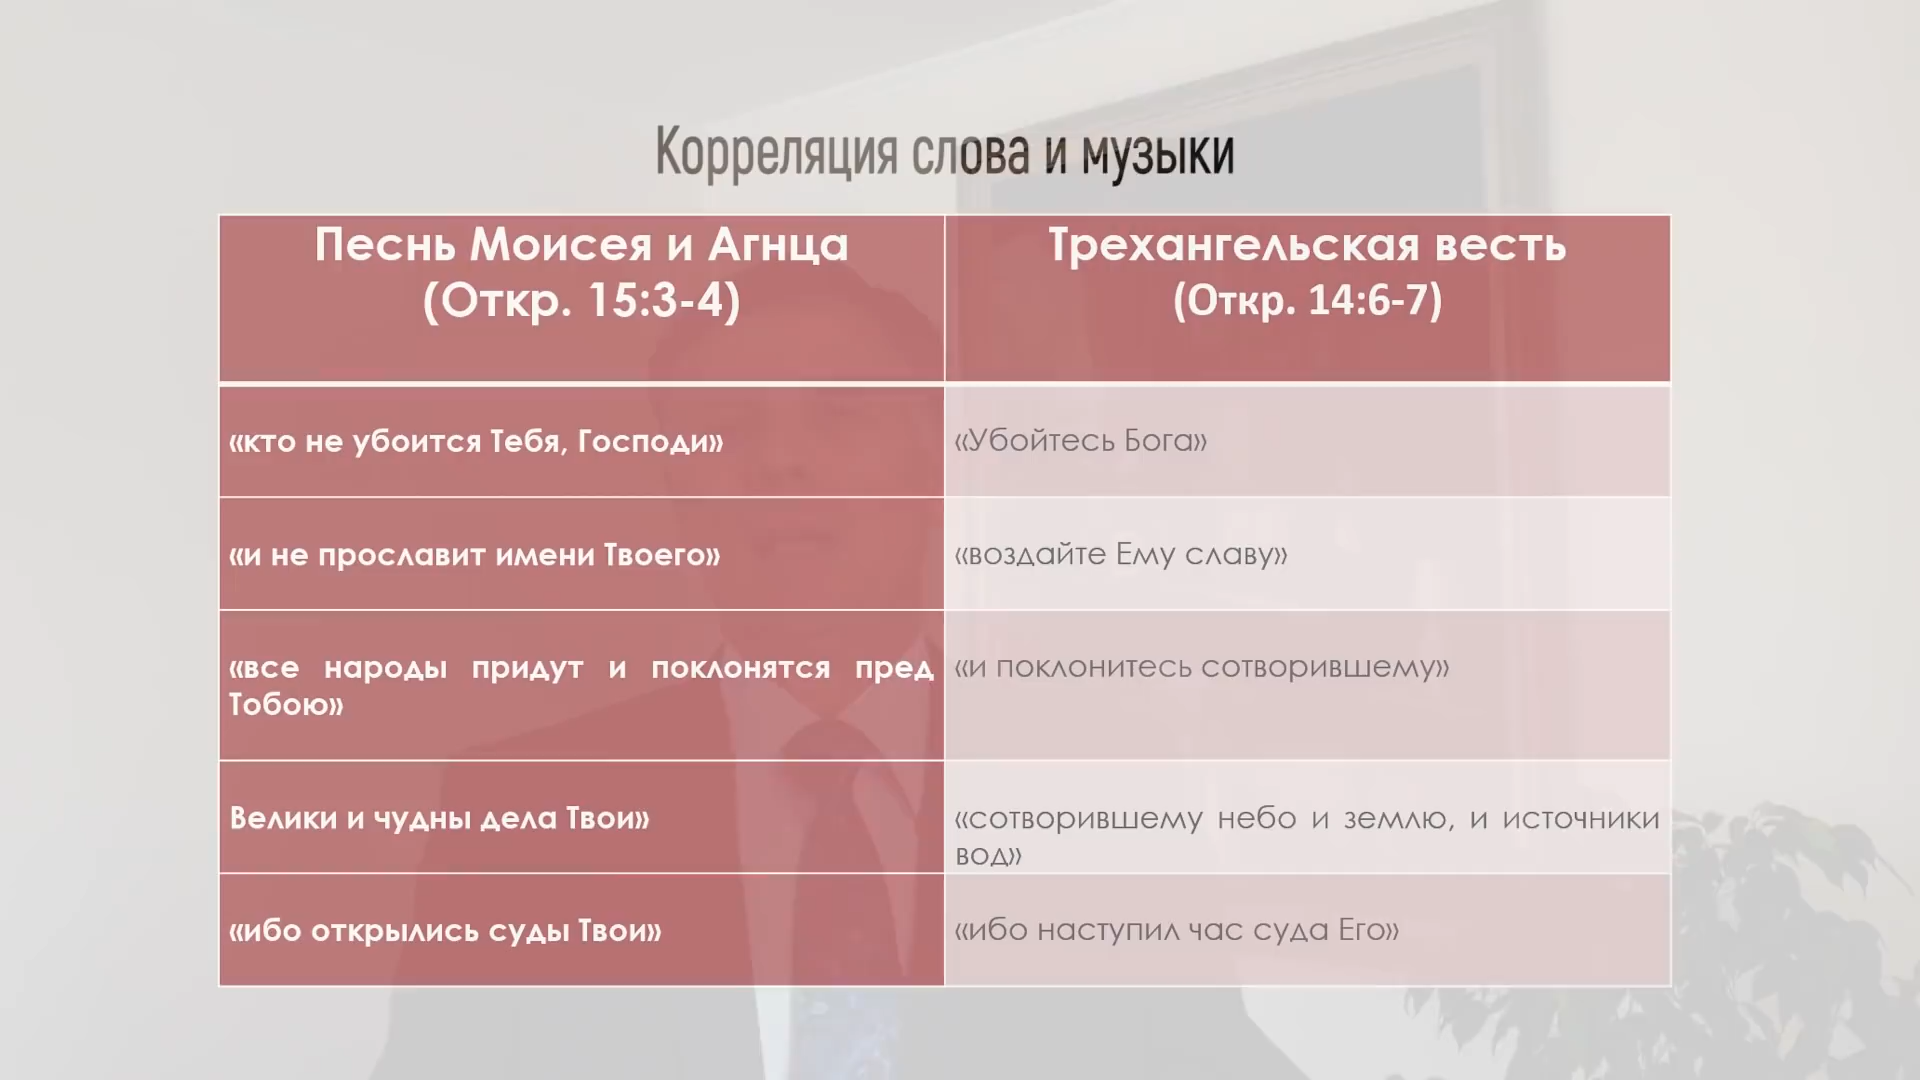 Корреляция слова и музыки
Песнь Моисея и Агнца
(Откр. 15:3-4)
Трехангельская весть
(Откр. 14:6-7)
«кто не убоится Тебя, Господи»
«Убойтесь Бога»
«и не прославит имени Твоего»
«воздайте Ему славу»
«все народы придут и поклонятся пред
Тобою»
«и поклонитесь сотворившему»
Велики и чудны дела Твои»
«сотворившему небо и землю, и источники
вод»
«ибо открылись суды Твои»
«ибо наступил час суда Его»